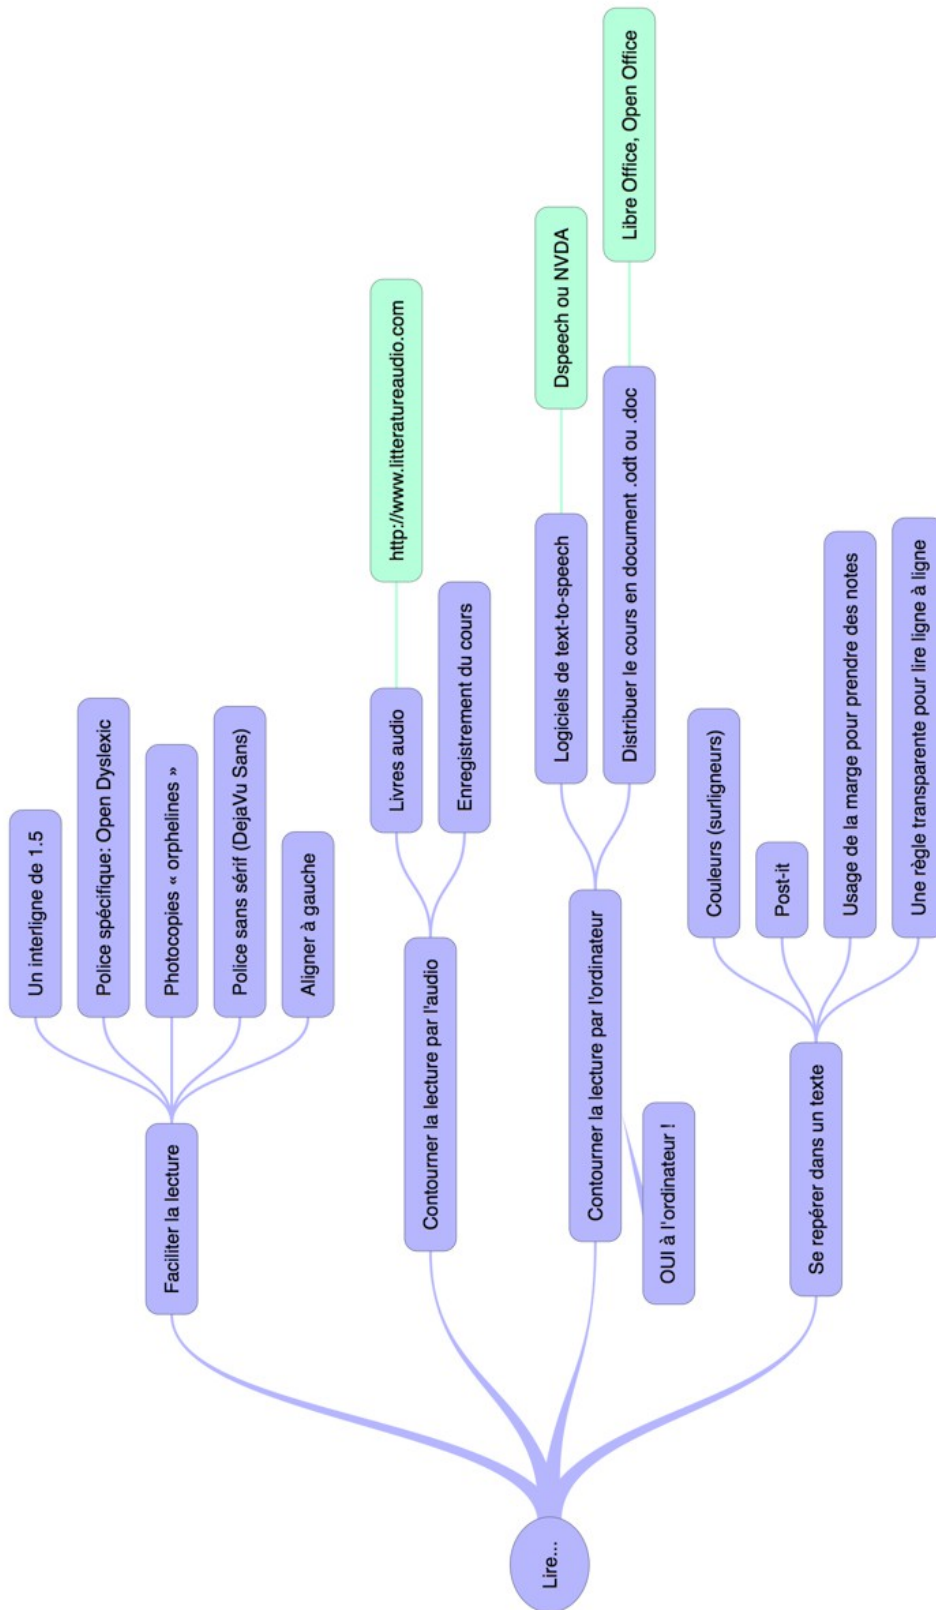 Lire...
Faciliter la lecture
Un interligne de 1.5
Police spécifique: Open Dyslexic
Photocopies « orphelines »
Police sans sérif (DejaVu Sans)
Aligner à gauche
Contourner la lecture par l'audio
Livres audio
http://www.litteratureaudio.com
Enregistrement du cours
Contourner la lecture par l'ordinateur
OUI à l'ordinateur !
Logiciels de text-to-speech
Dspeech ou NVDA
Distribuer le cours en document .odt ou .doc
Libre Office, Open Office
Se repérer dans un texte
Couleurs (surligneurs)
Post-it
Usage de la marge pour prendre des notes
Une règle transparente pour lire ligne à ligne